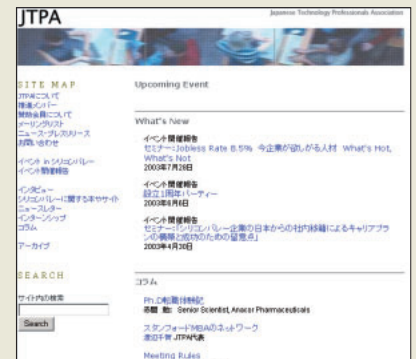 JTPA
Japanese Technology Professionals Association
SITE MAP
JTPAについて
推進メンバー
賛助会員について
メーリングリスト
ニュース・プレスリリース
お問い合わせ
イベント in シリコンバレー
イベント開催報告
インタビュー
シリコンバレーに関する本やサイト
ニュースレター
インターンシップ
コラム
アーカイブ
SEARCH
サイト内の検索
Search
Upcoming Event
What's New
イベント開催報告
セミナー:Jobless Rate 8.5% 今企業が欲しがる人材 What's Hot,
What's Not
2003年7月28日
イベント開催報告
設立1周年パーティー
2003年6月6日
イベント開催報告
セミナー:「シリコンバレー企業の日本からの社内移籍によるキャリアプラ
ンの構築と成功のための留意点」
2003年4月30日
コラム
Ph.D転職体験記
Senior Scientist, Anacor Pharmaceuticals
スタンフォードMBAのネットワーク
渡辺千賀 JTPA代表
Meeting Rules